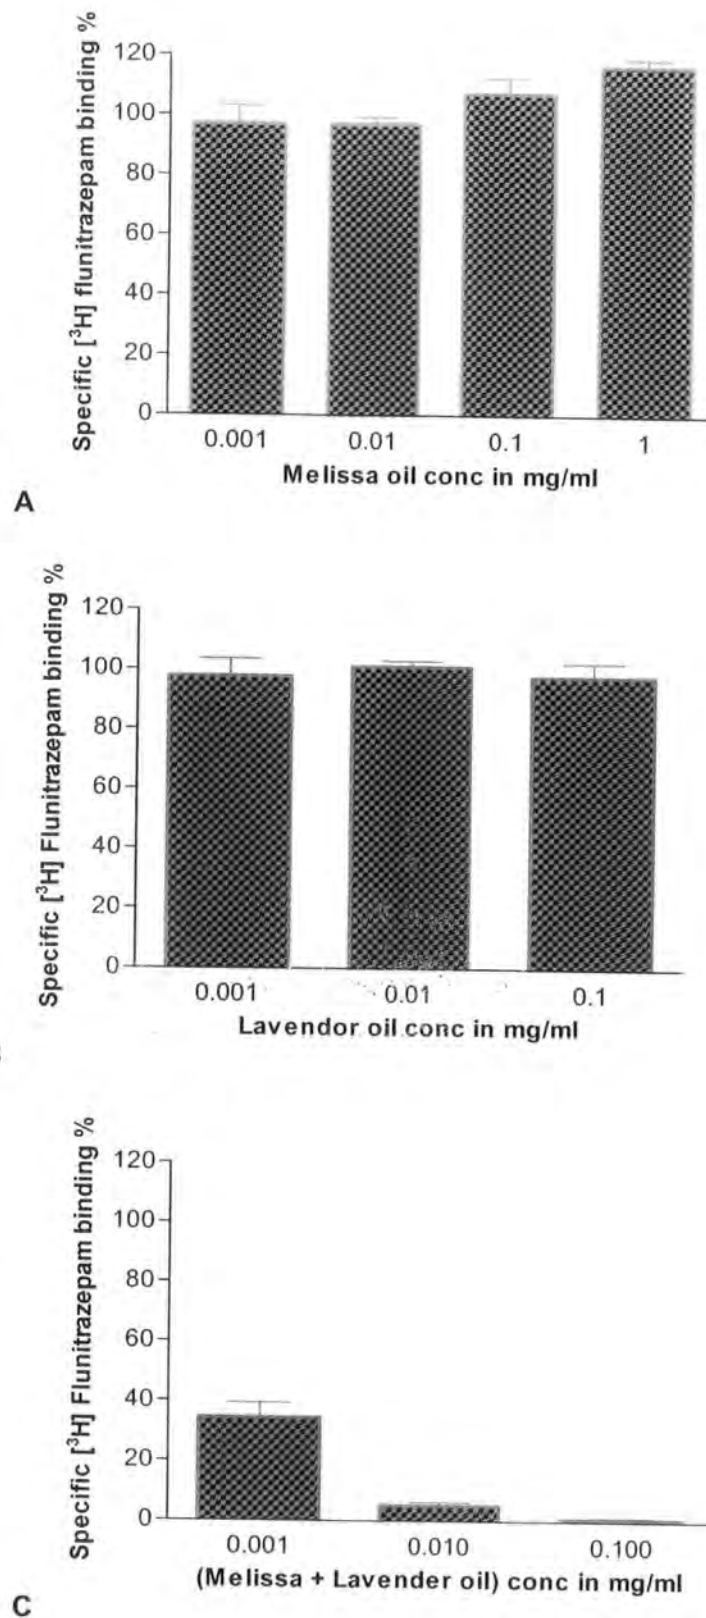 Specific [³H] flunitrazepam binding %
120
100
80
60
40
20
0
0.001 0.01 0.1 1
Melissa oil conc in mg/ml
A
Specific [³H] Flunitrazepam binding %
120
100
80
60
40
20
0
0.001 0.01 0.1
Lavendor oil conc in mg/ml
Specific [³H] Flunitrazepam binding %
120
100
80
60
40
20
0
0.001 0.010 0.100
(Melissa + Lavender oil) conc in mg/ml
C